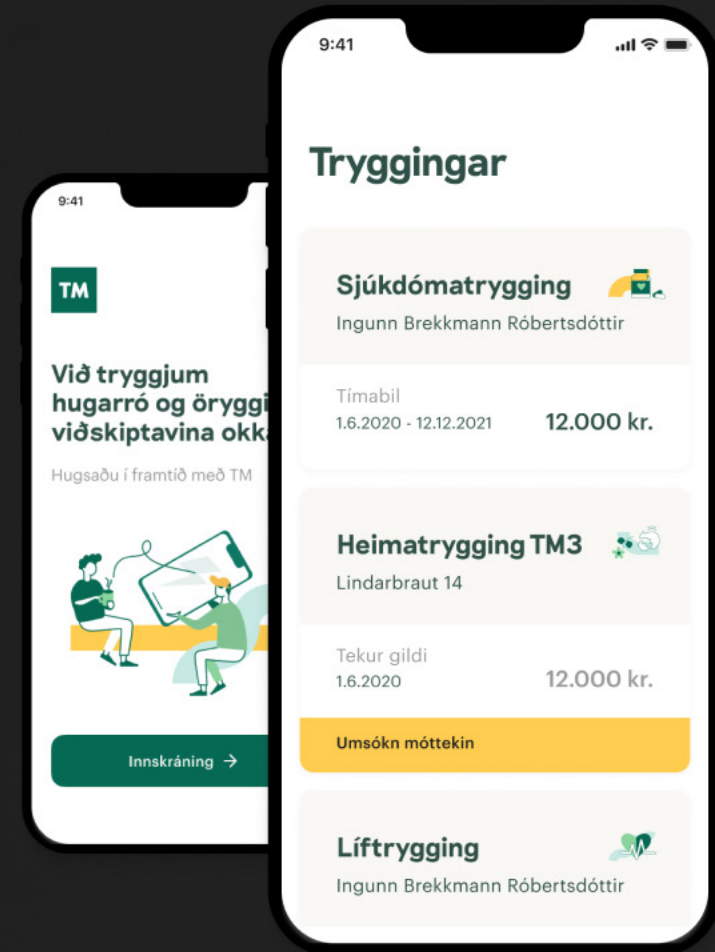 9:41
TM
Við tryggjum
hugarró og öryggi
viðskiptavina okk
Hugsaðu í framtíð með TM
Innskráning →
9:41
Tryggingar
Sjúkdómatrygging
Ingunn Brekkmann Róbertsdóttir
Tímabil
1.6.2020 - 12.12.2021 12.000 kr.
Heimatrygging TM3
Lindarbraut 14
Tekur gildi
1.6.2020 12.000 kr.
Umsókn móttekin
Líftrygging
Ingunn Brekkmann Róbertsdóttir